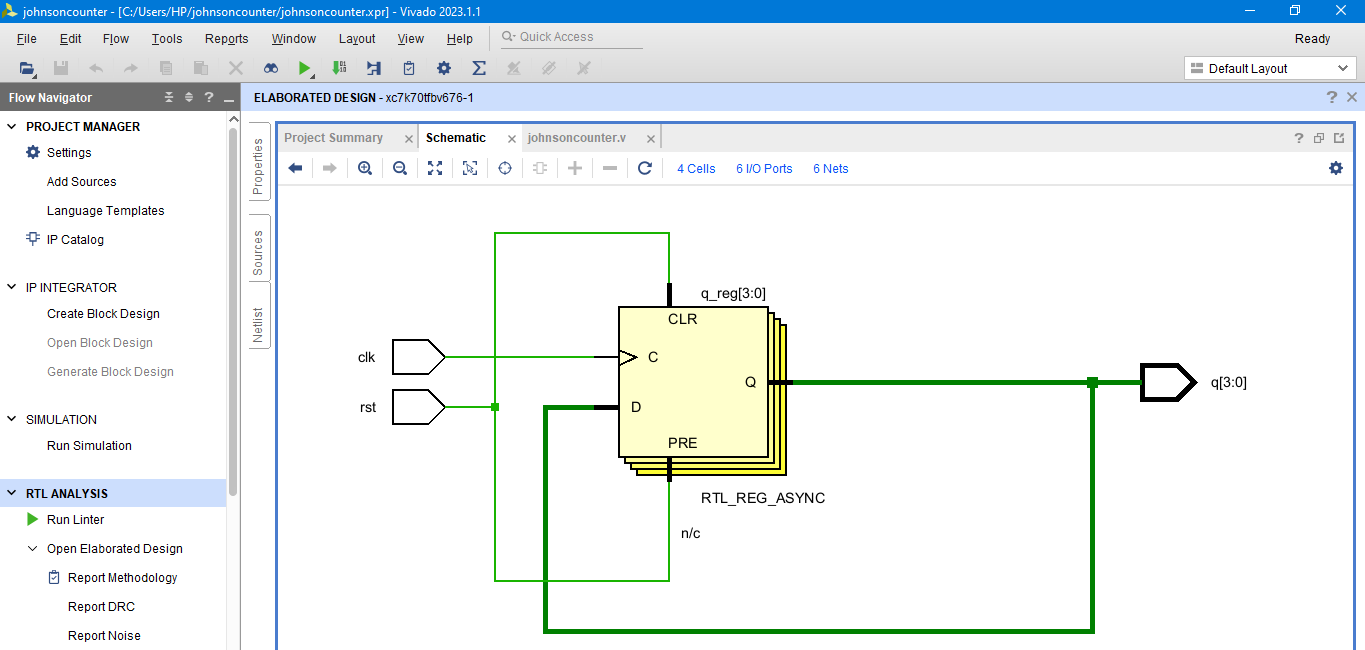 johnsoncounter - [C:/Users/HP/johnsoncounter/johnsoncounter.xpr] - Vivado 2023.1.1
File Edit Flow Tools Reports Window Layout View Help Quick Access Ready
Default Layout
Flow Navigator
ELABORATED DESIGN - xc7k70tfbv676-1
PROJECT MANAGER
Settings
Add Sources
Language Templates
IP Catalog
IP INTEGRATOR
Create Block Design
Open Block Design
Generate Block Design
SIMULATION
Run Simulation
RTL ANALYSIS
Run Linter
Open Elaborated Design
Report Methodology
Report DRC
Report Noise
Properties
Sources
Netlist
Project Summary Schematic johnsoncounter.v
4 Cells 6 I/O Ports 6 Nets
q_reg[3:0]
CLR
clk
C
Q
q[3:0]
rst
D
PRE
RTL_REG_ASYNC
n/c